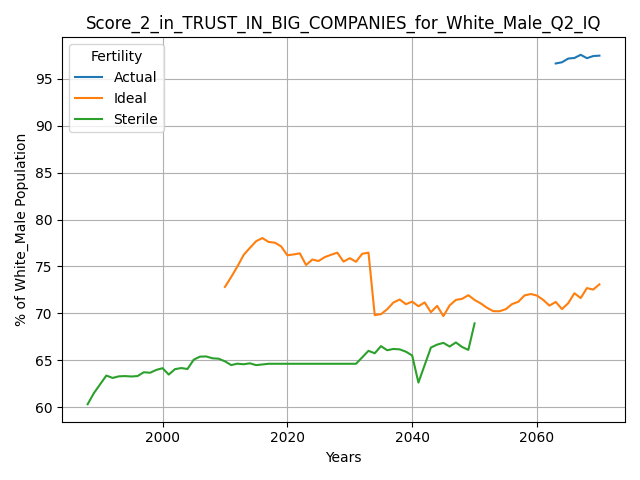 Score_2_in_TRUST_IN_BIG_COMPANIES_for_White_Male_Q2_IQ
Fertility
Actual
Ideal
Sterile
% of White_Male Population
95
90
85
80
75
70
65
60
2000
2020
2040
2060
Years